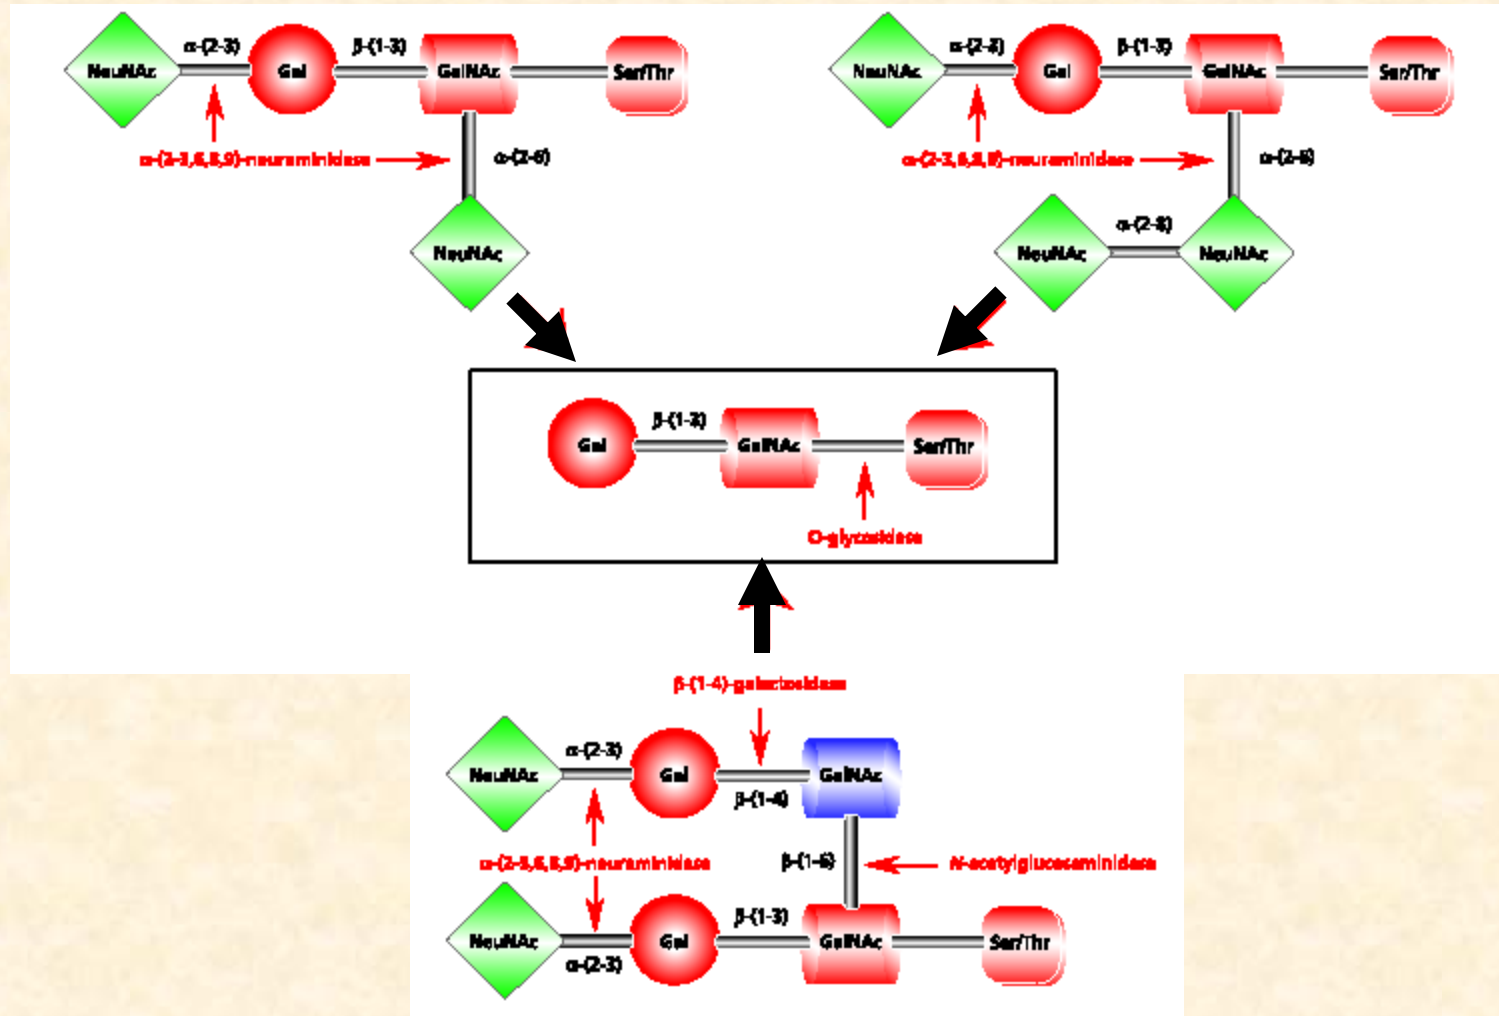 α-(2-3) β-(1-3)
NeuNAc Gal GalNAc Ser/Thr
α-(2-3,6,8,9)-neuraminidase α-(2-6)
NeuNAc
α-(2-3) β-(1-3)
NeuNAc Gal GalNAc Ser/Thr
α-(2-3,6,8,9)-neuraminidase α-(2-6)
α-(2-8)
NeuNAc NeuNAc
β-(1-3)
Gal GalNAc Ser/Thr
O-glycosidase
β-(1-4)-galactosidase
α-(2-3)
NeuNAc Gal GalNAc
β-(1-4)
α-(2-3,6,8,9)-neuraminidase β-(1-6) N-acetylglucosaminidase
β-(1-3)
NeuNAc Gal GalNAc Ser/Thr
α-(2-3)